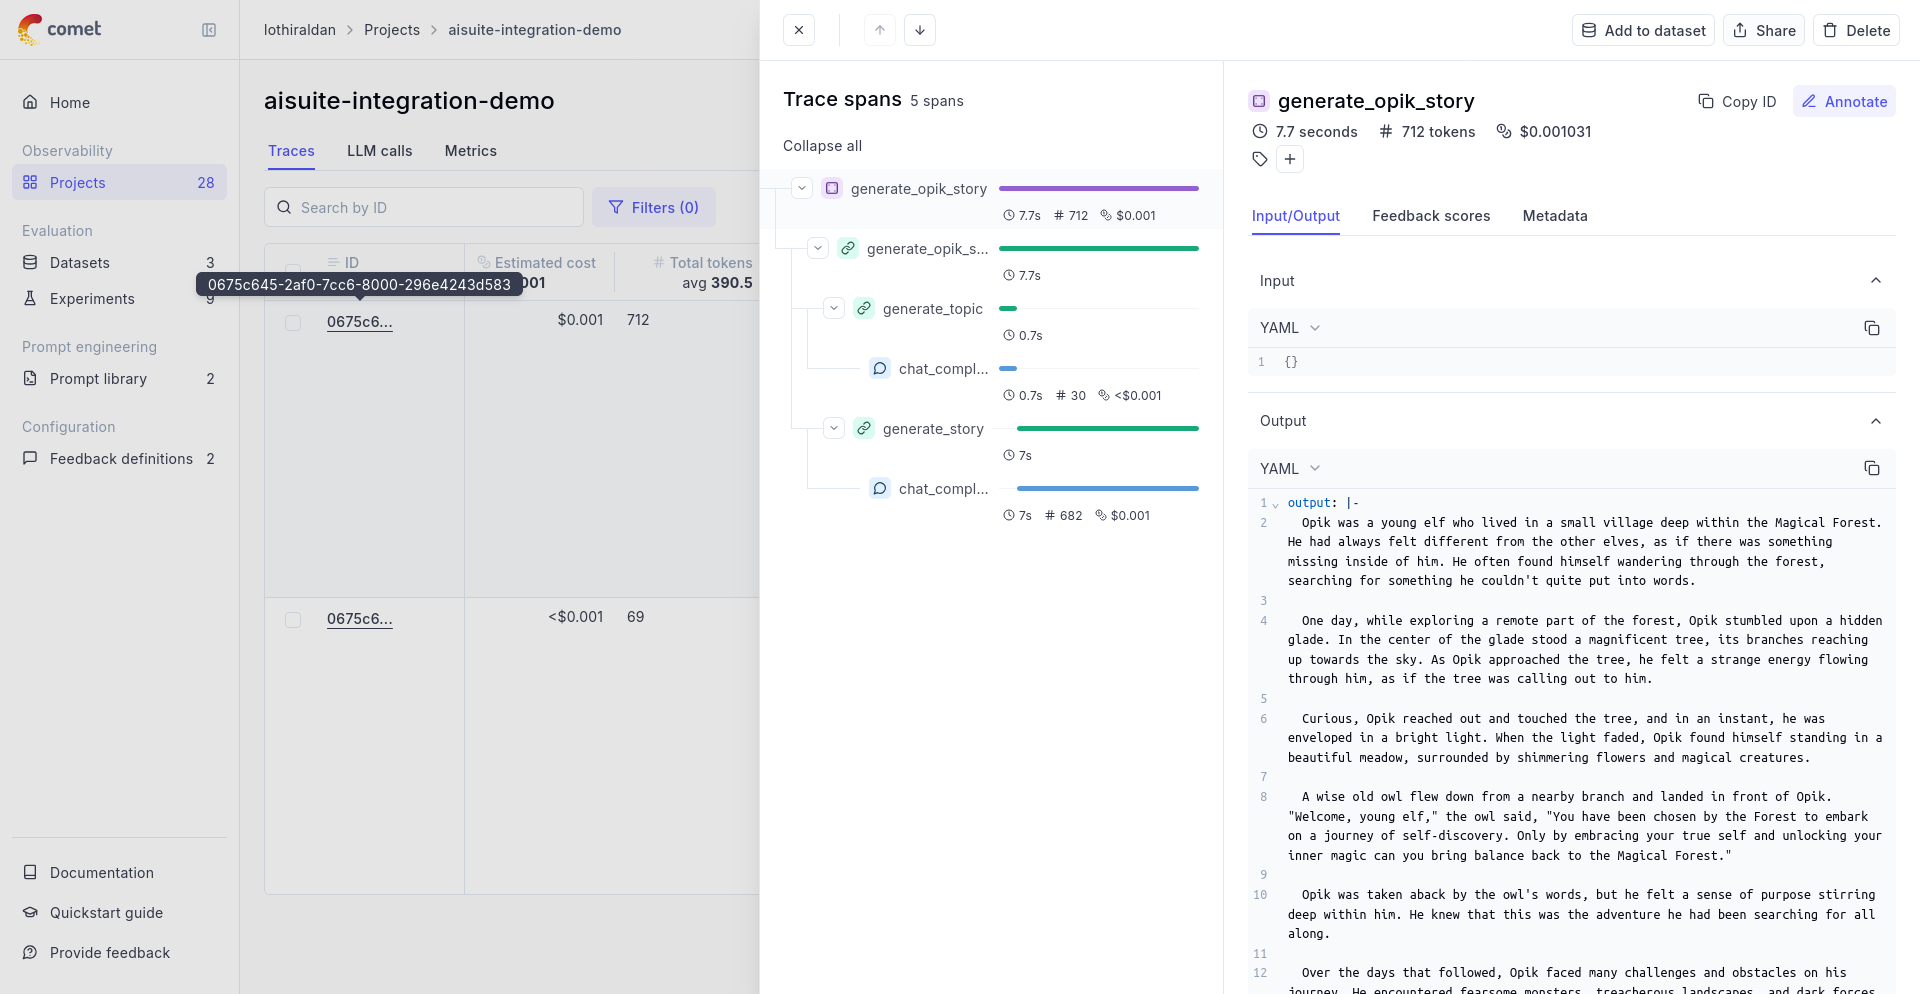 comet
Home
Observability
Projects 28
Evaluation
Datasets 3
Experiments 9
Prompt engineering
Prompt library 2
Configuration
Feedback definitions 2
Documentation
Quickstart guide
Provide feedback
lothiraldan > Projects > aisuite-integration-demo
aisuite-integration-demo
Traces LLM calls Metrics
Search by ID Filters (0)
ID Estimated cost Total tokens
001 avg 390.5
0675c645-2af0-7cc6-8000-296e4243d583
0675c6... $0.001 712
0675c6... <$0.001 69
Add to dataset Share Delete
Trace spans 5 spans
Collapse all
generate_opik_story
7.7s # 712 $0.001
generate_opik_s...
7.7s
generate_topic
0.7s
chat_compl...
0.7s # 30 <$0.001
generate_story
7s
chat_compl...
7s # 682 $0.001
generate_opik_story Copy ID Annotate
7.7 seconds # 712 tokens $0.001031
+
Input/Output Feedback scores Metadata
Input
YAML
1 {}
Output
YAML
1 output: |-
2 Opik was a young elf who lived in a small village deep within the Magical Forest.
He had always felt different from the other elves, as if there was something
missing inside of him. He often found himself wandering through the forest,
searching for something he couldn't quite put into words.
3
4 One day, while exploring a remote part of the forest, Opik stumbled upon a hidden
glade. In the center of the glade stood a magnificent tree, its branches reaching
up towards the sky. As Opik approached the tree, he felt a strange energy flowing
through him, as if the tree was calling out to him.
5
6 Curious, Opik reached out and touched the tree, and in an instant, he was
enveloped in a bright light. When the light faded, Opik found himself standing in a
beautiful meadow, surrounded by shimmering flowers and magical creatures.
7
8 A wise old owl flew down from a nearby branch and landed in front of Opik.
"Welcome, young elf," the owl said, "You have been chosen by the Forest to embark
on a journey of self-discovery. Only by embracing your true self and unlocking your
inner magic can you bring balance back to the Magical Forest."
9
10 Opik was taken aback by the owl's words, but he felt a sense of purpose stirring
deep within him. He knew that this was the adventure he had been searching for all
along.
11
12 Over the days that followed, Opik faced many challenges and obstacles on his
journey. He encountered fearsome monsters, treacherous landscapes, and dark forces